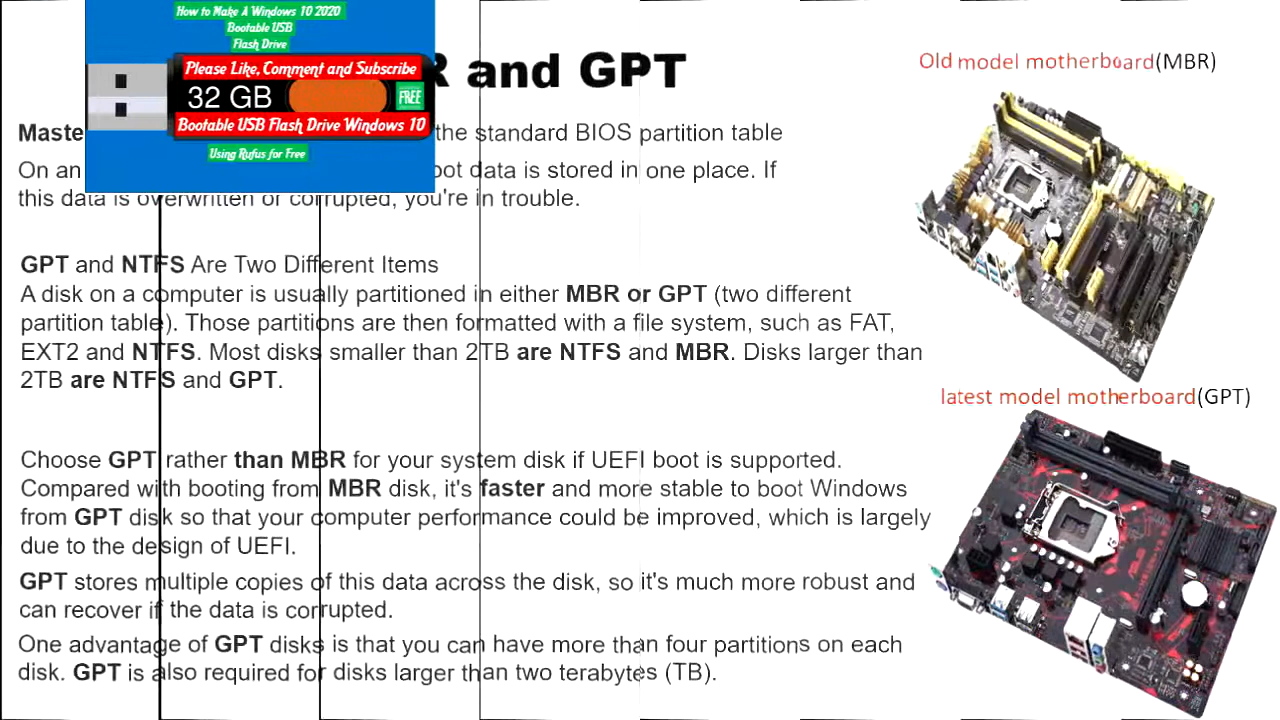 How to Make A Windows 10 2020
Bootable USB
Flash Drive
Please Like, Comment and Subscribe
32 GB
FREE
Bootable USB Flash Drive Windows 10
Using Rufus for Free
R and GPT
Old model motherboard(MBR)
Maste the standard BIOS partition table
On an oot data is stored in one place. If
this data is overwritten or corrupted, you're in trouble.
GPT and NTFS Are Two Different Items
A disk on a computer is usually partitioned in either MBR or GPT (two different
partition table). Those partitions are then formatted with a file system, such as FAT,
EXT2 and NTFS. Most disks smaller than 2TB are NTFS and MBR. Disks larger than
2TB are NTFS and GPT.
latest model motherboard(GPT)
Choose GPT rather than MBR for your system disk if UEFI boot is supported.
Compared with booting from MBR disk, it's faster and more stable to boot Windows
from GPT disk so that your computer performance could be improved, which is largely
due to the design of UEFI.
GPT stores multiple copies of this data across the disk, so it's much more robust and
can recover if the data is corrupted.
One advantage of GPT disks is that you can have more than four partitions on each
disk. GPT is also required for disks larger than two terabytes (TB).